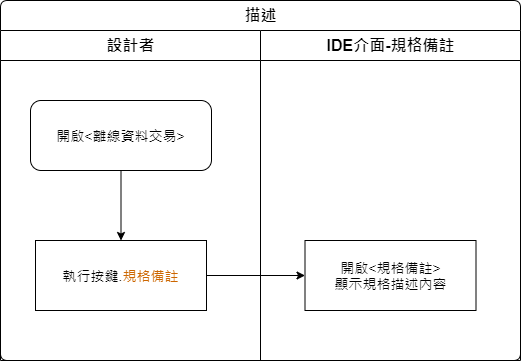 描述
設計者
IDE介面-規格備註
開啟<離線資料交易>
執行按鍵.規格備註
開啟<規格備註>
顯示規格描述內容